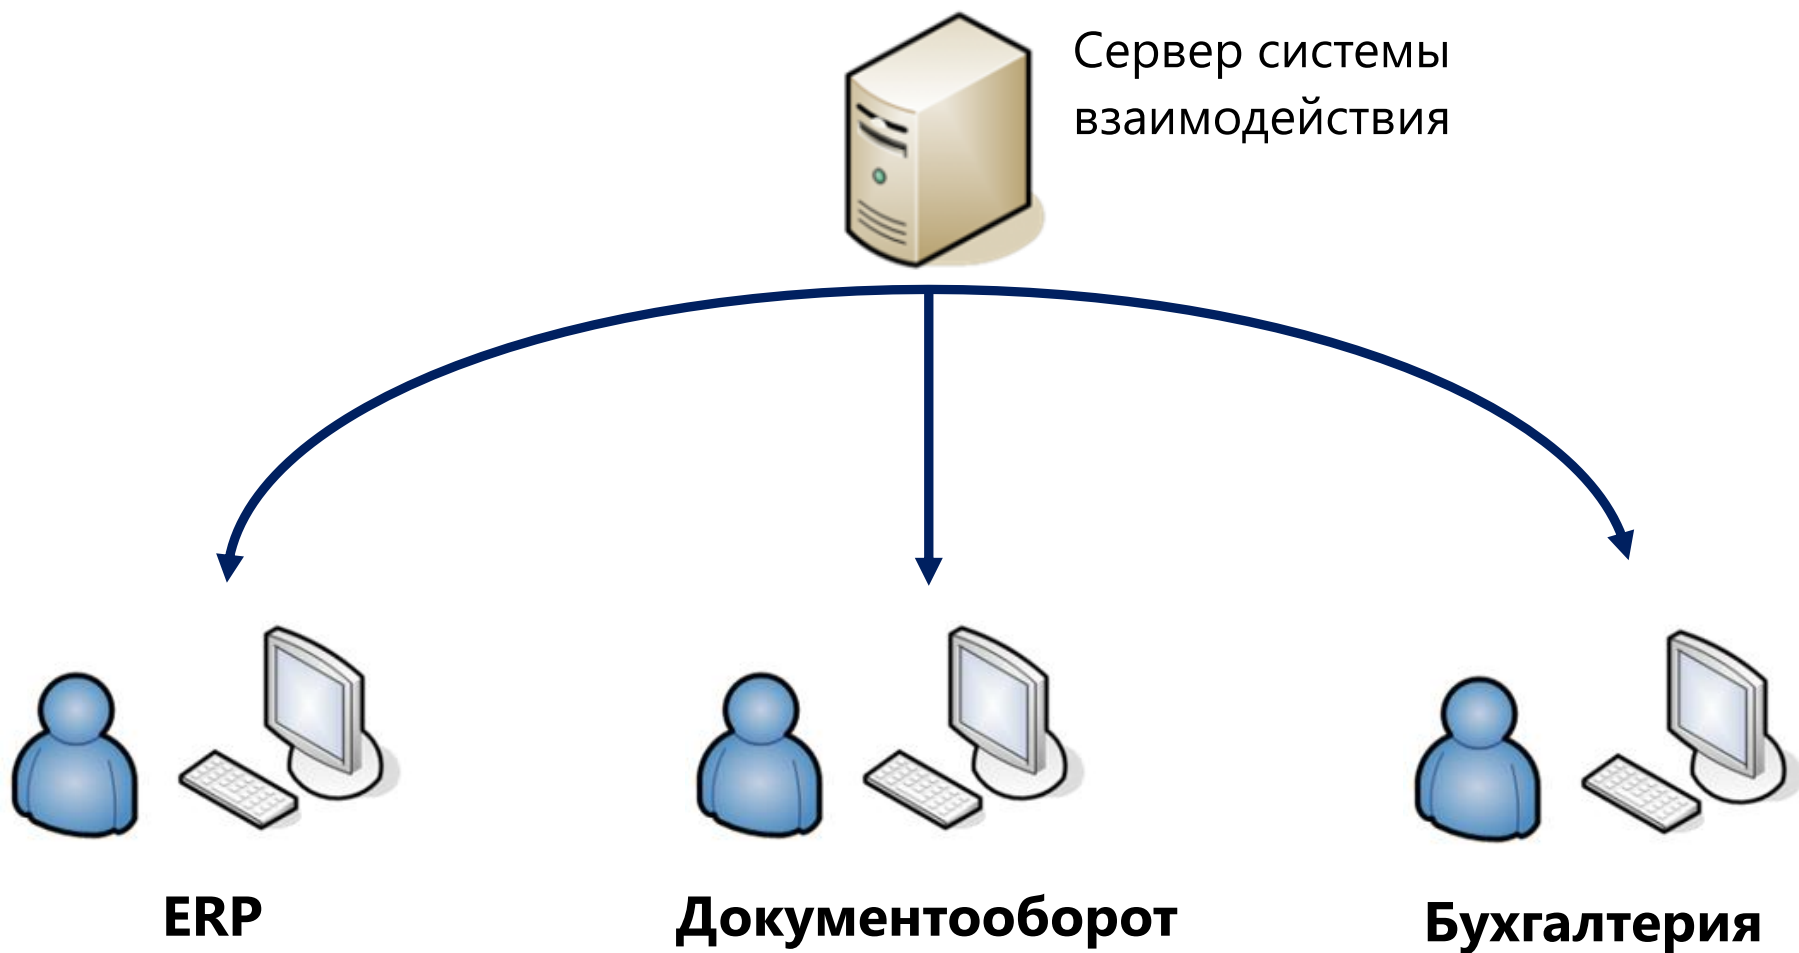 Сервер системы
взаимодействия
ERP
Документооборот
Бухгалтерия